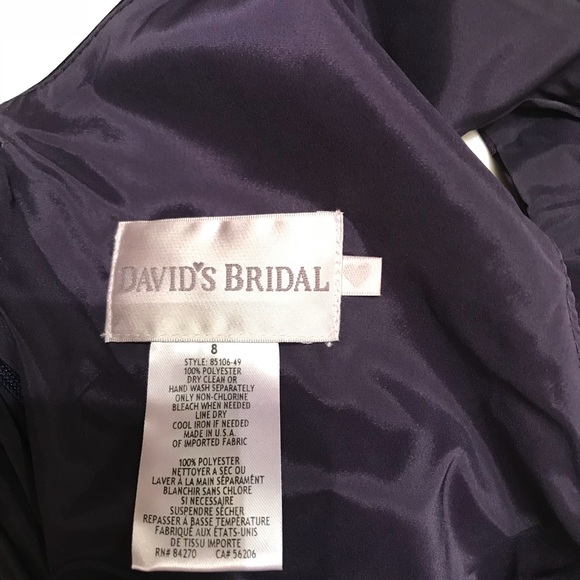 DAVID'S BRIDAL
8
STYLE: 85106-49
100% POLYESTER
DRY CLEAN OR
HAND WASH SEPARATELY
ONLY NON-CHLORINE
BLEACH WHEN NEEDED
LINE DRY
COOL IRON IF NEEDED
MADE IN U.S.A.
OF IMPORTED FABRIC
100% POLYESTER
NETTOYER A SEC OU
LAVER À LA MAIN SÉPARAMÉNT
BLANCHIR SANS CHLORE
SI NECESSAIRE
SUSPENDRE SÉCHER
REPASSER À BASSE TEMPÉRATURE
FABRIQUÉ AUX ÉTATS-UNIS
DE TISSU IMPORTE
RN# 84270 CA# 56206